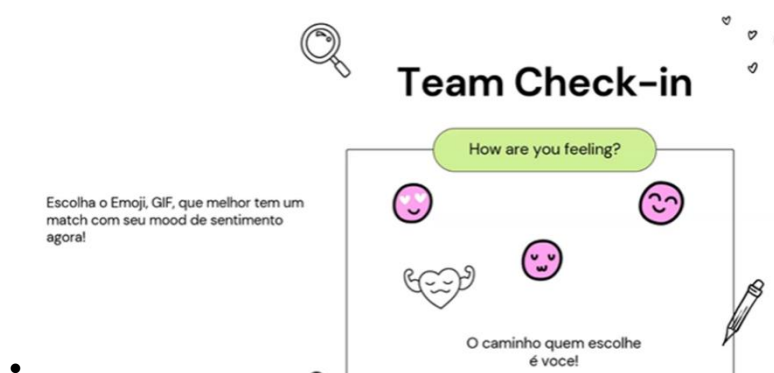 Team Check-in
How are you feeling?
Escolha o Emoji, GIF, que melhor tem um
match com seu mood de sentimento
agora!
O caminho quem escolhe
é voce!